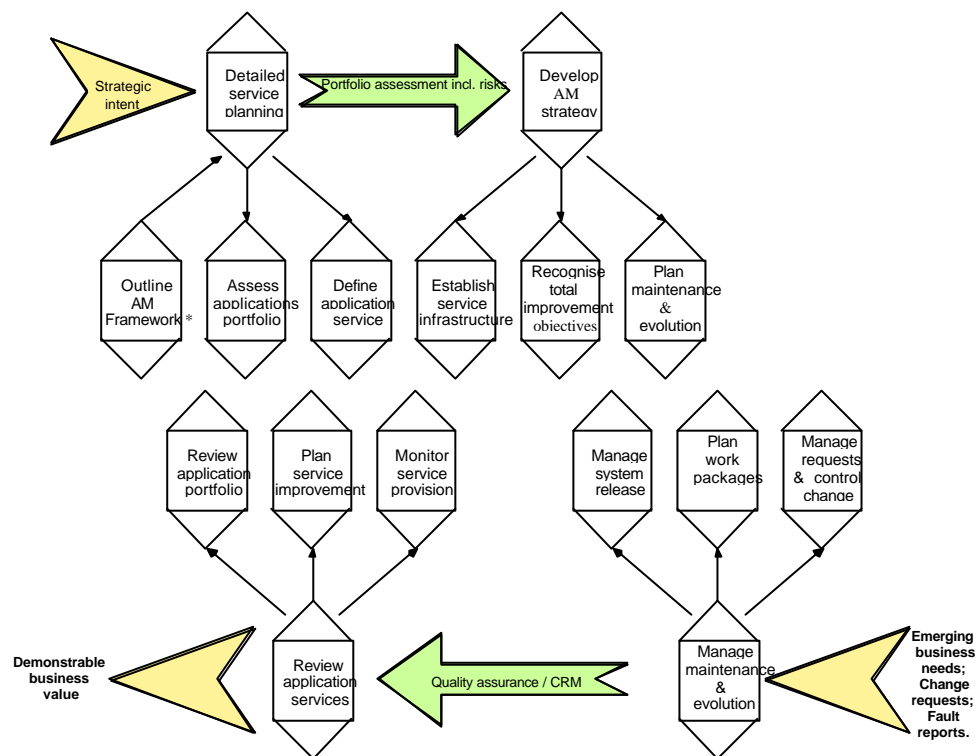 Strategic
intent
Detailed
service
planning
Portfolio assessment incl. risks
Develop
AM
strategy
Outline
AM
Framework *
Assess
applications
portfolio
Define
application
service
Establish
service
infrastructure
Recognise
total
improvement
objectives
Plan
maintenance
&
evolution
Review
application
portfolio
Plan
service
improvement
Monitor
service
provision
Manage
system
release
Plan
work
packages
Manage
requests
& control
change
Demonstrable
business
value
Review
application
services
Quality assurance / CRM
Manage
maintenance
&
evolution
Emerging
business
needs;
Change
requests;
Fault
reports.